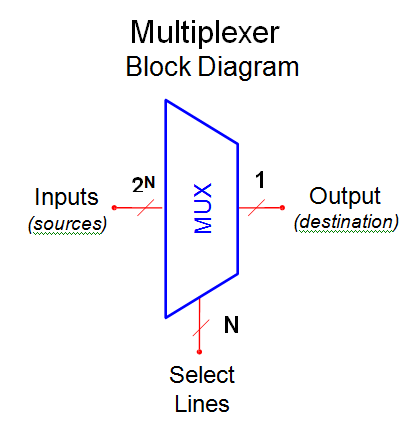 Multiplexer
Block Diagram
Inputs
(sources)
2ᴺ
MUX
1
Output
(destination)
N
Select
Lines